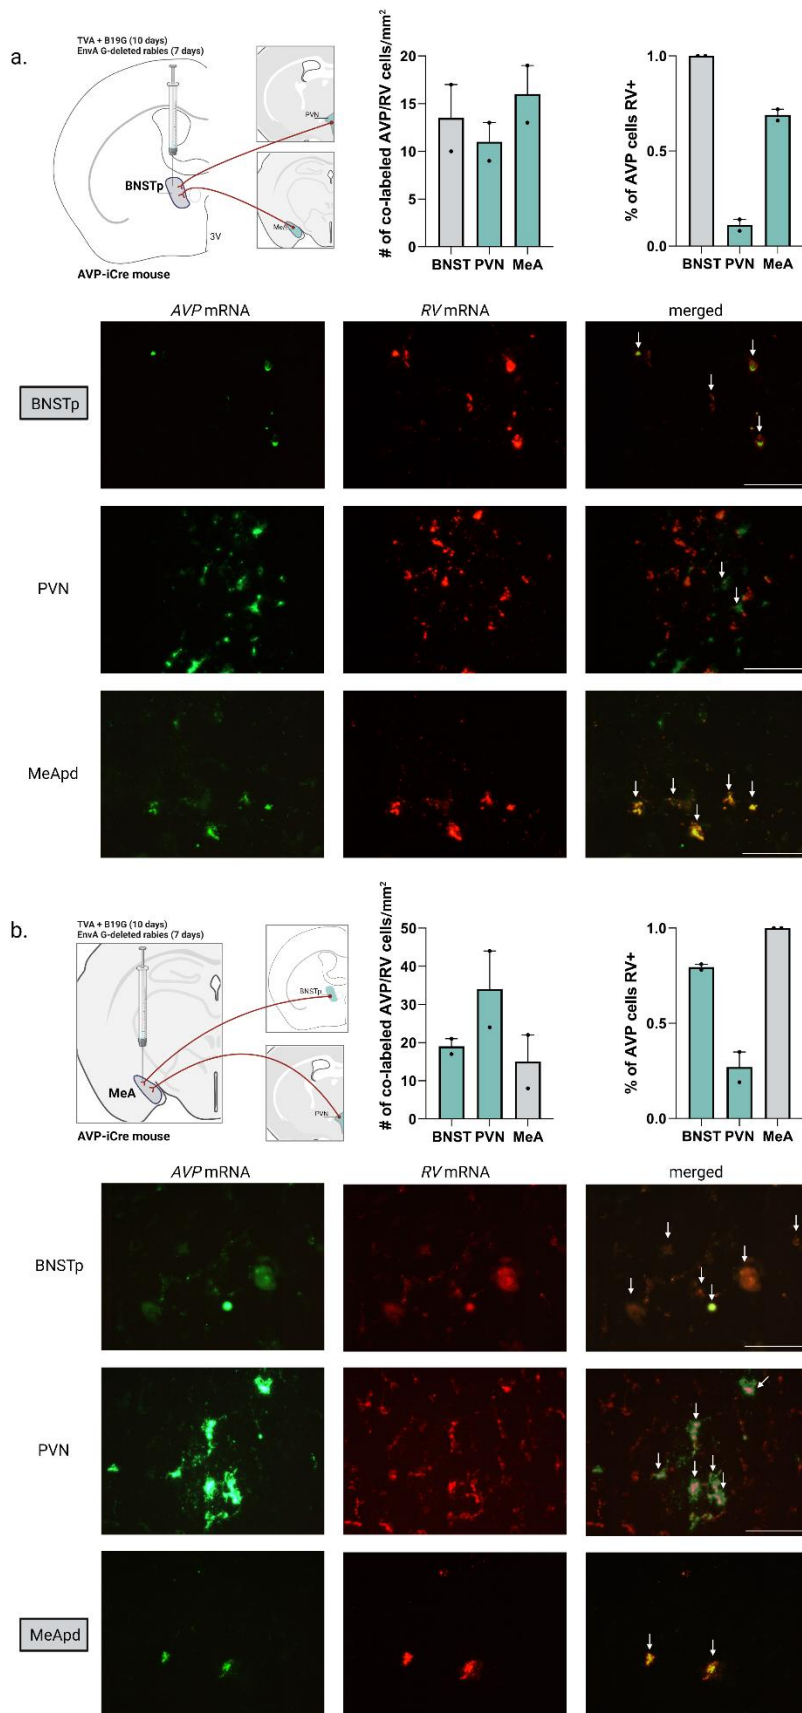 a.
TVA + B19G (10 days)
EnvA G-deleted rabies (7 days)
PVN
BNSTp
MeA
3V
AVP-iCre mouse
# of co-labeled AVP/RV cells/mm²
20
15
10
5
0
BNST PVN MeA
% of AVP cells RV+
1.0
0.5
0.0
BNST PVN MeA
AVP mRNA
RV mRNA
merged
BNSTp
PVN
MeApd
b.
TVA + B19G (10 days)
EnvA G-deleted rabies (7 days)
BNSTp
MeA
PVN
AVP-iCre mouse
# of co-labeled AVP/RV cells/mm²
50
40
30
20
10
0
BNST PVN MeA
% of AVP cells RV+
1.0
0.5
0.0
BNST PVN MeA
AVP mRNA
RV mRNA
merged
BNSTp
PVN
MeApd